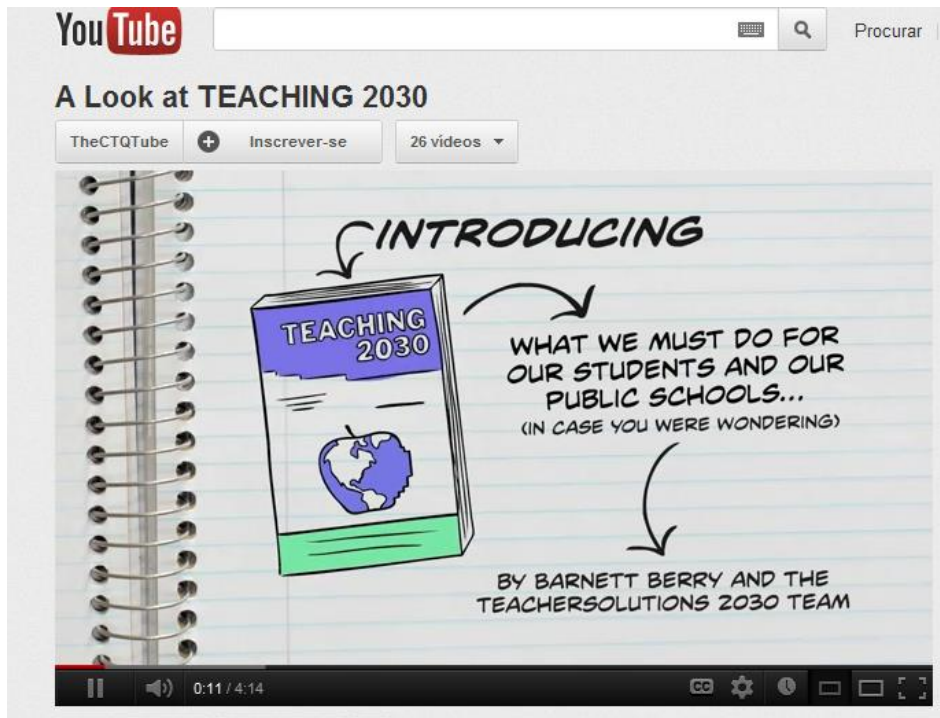 YouTube
Procurar
A Look at TEACHING 2030
TheCTQTube Inscrever-se 26 vídeos
INTRODUCING
TEACHING
2030
WHAT WE MUST DO FOR
OUR STUDENTS AND OUR
PUBLIC SCHOOLS...
(IN CASE YOU WERE WONDERING)
BY BARNETT BERRY AND THE
TEACHERSOLUTIONS 2030 TEAM
0:11 / 4:14
CC